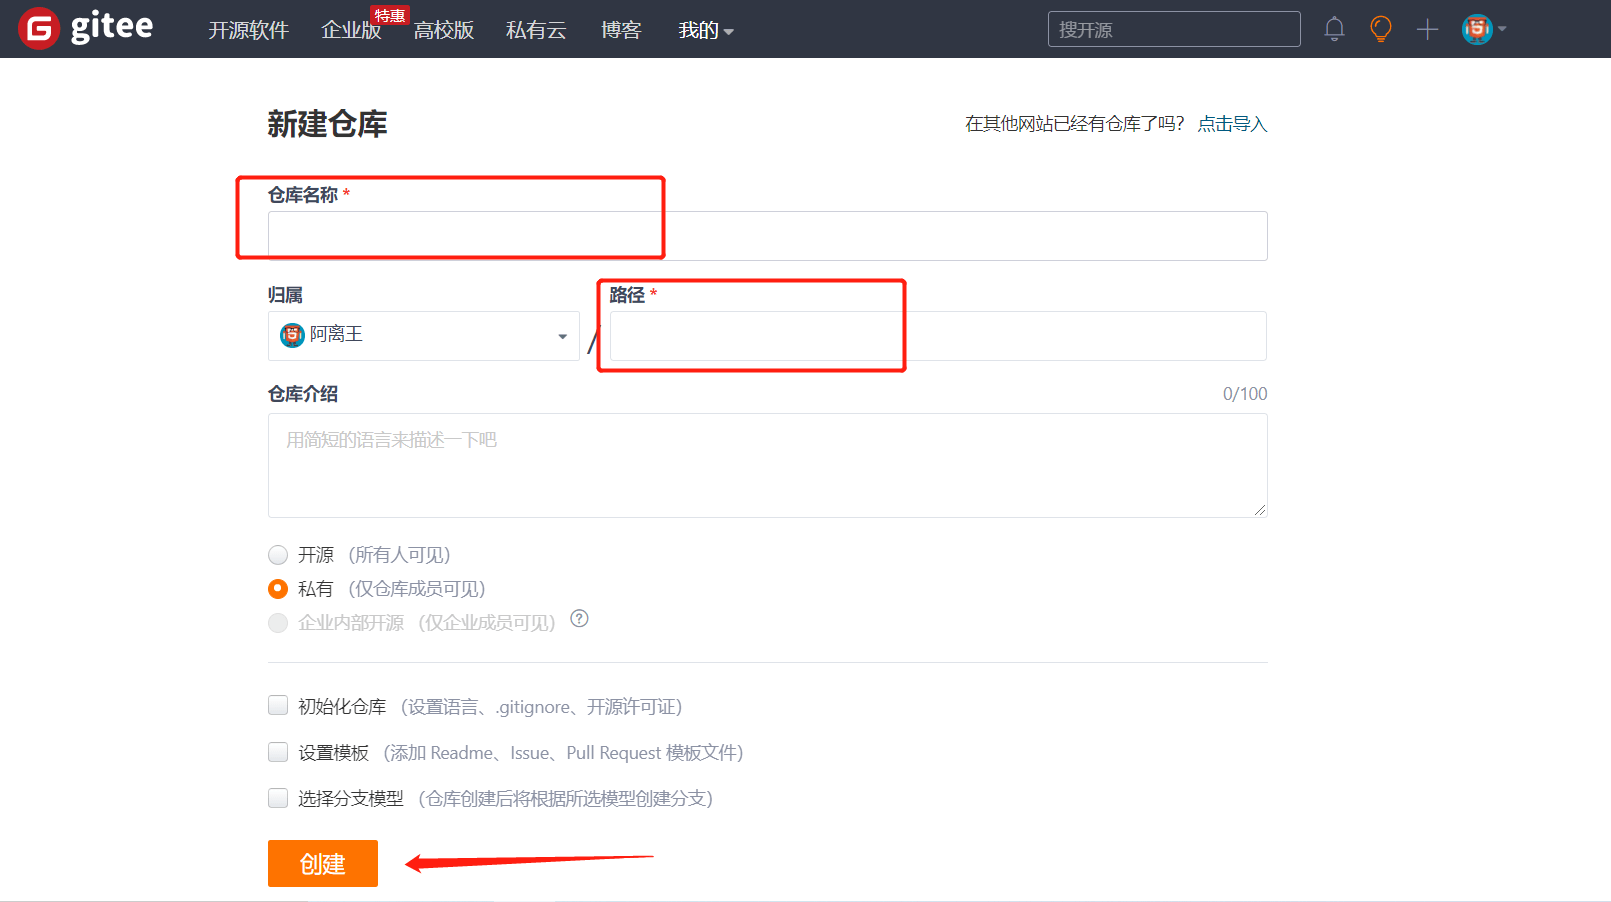 gitee 开源软件 企业版 特惠 高校版 私有云 博客 我的 搜开源
新建仓库 在其他网站已经有仓库了吗? 点击导入
仓库名称 *
归属 路径 *
阿离王 /
仓库介绍 0/100
用简短的语言来描述一下吧
开源 (所有人可见)
私有 (仅仓库成员可见)
企业内部开源 (仅企业成员可见) ?
初始化仓库 (设置语言、.gitignore、开源许可证)
设置模板 (添加 Readme、Issue、Pull Request 模板文件)
选择分支模型 (仓库创建后将根据所选模型创建分支)
创建